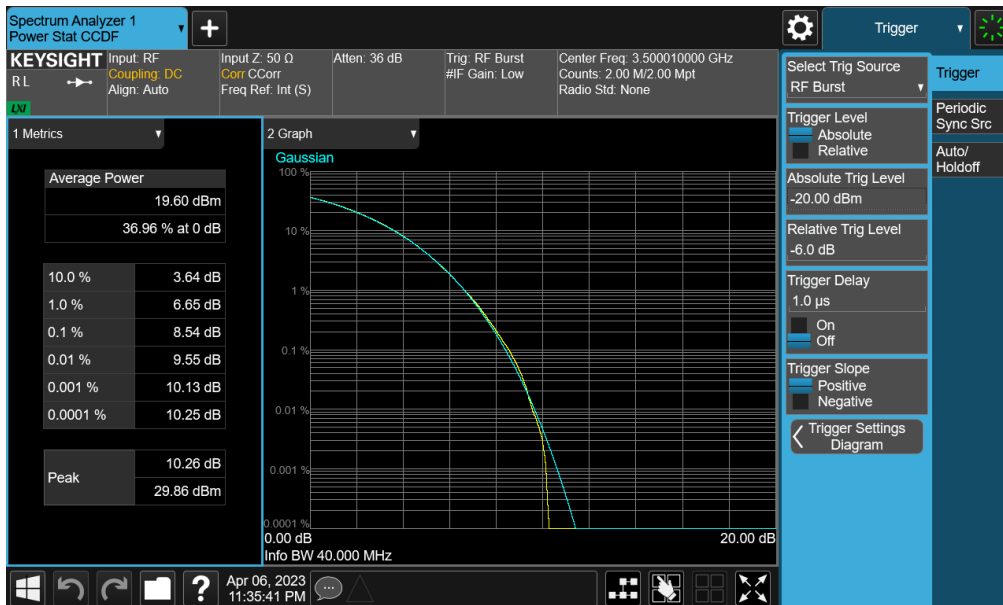 Spectrum Analyzer 1
Power Stat CCDF
+
Trigger
KEYSIGHT
R L
LXI
Input: RF
Coupling: DC
Align: Auto
Input Z: 50 Ω
Corr CCorr
Freq Ref: Int (S)
Atten: 36 dB
Trig: RF Burst
#IF Gain: Low
Center Freq: 3.500010000 GHz
Counts: 2.00 M/2.00 Mpt
Radio Std: None
1 Metrics
Average Power
19.60 dBm
36.96 % at 0 dB
10.0 % 3.64 dB
1.0 % 6.65 dB
0.1 % 8.54 dB
0.01 % 9.55 dB
0.001 % 10.13 dB
0.0001 % 10.25 dB
Peak
10.26 dB
29.86 dBm
2 Graph
Gaussian
100 %
10 %
1 %
0.1 %
0.01 %
0.001 %
0.0001 %
0.00 dB 20.00 dB
Info BW 40.000 MHz
Select Trig Source
RF Burst
Trigger Level
Absolute
Relative
Absolute Trig Level
-20.00 dBm
Relative Trig Level
-6.0 dB
Trigger Delay
1.0 µs
On
Off
Trigger Slope
Positive
Negative
Trigger Settings
Diagram
Trigger
Periodic
Sync Src
Auto/
Holdoff
?
Apr 06, 2023
11:35:41 PM